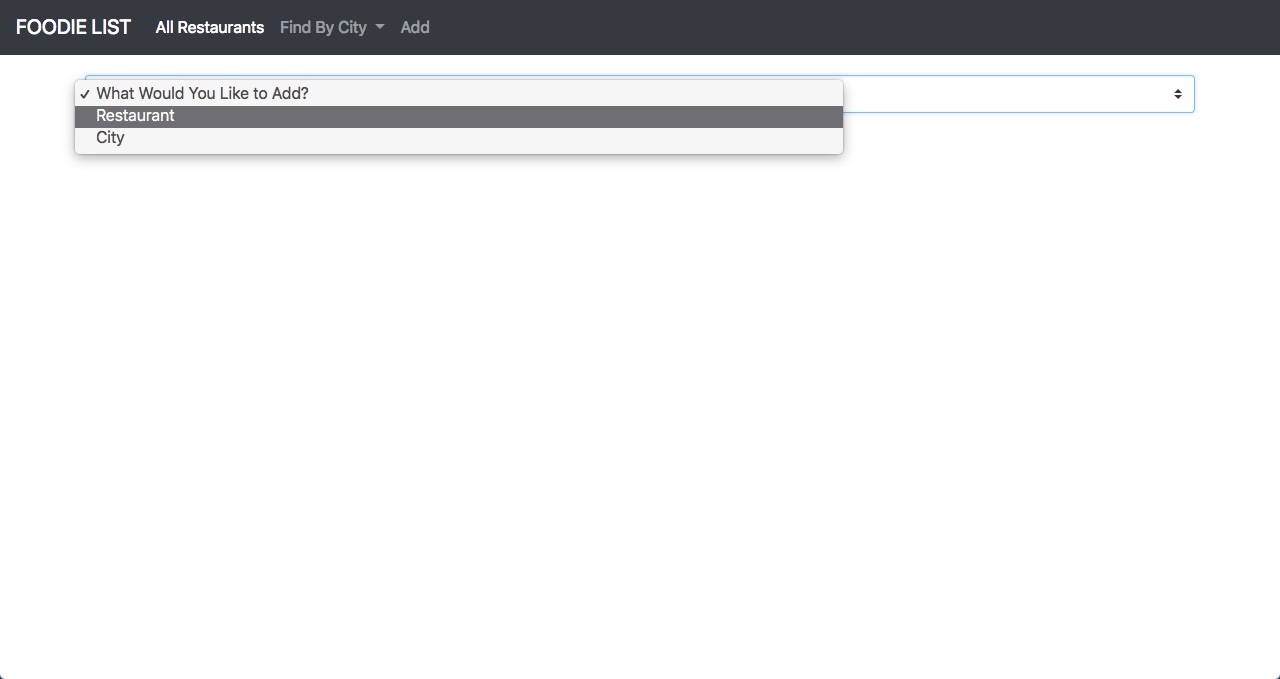 FOODIE LIST All Restaurants Find By City Add
✓ What Would You Like to Add?
Restaurant
City